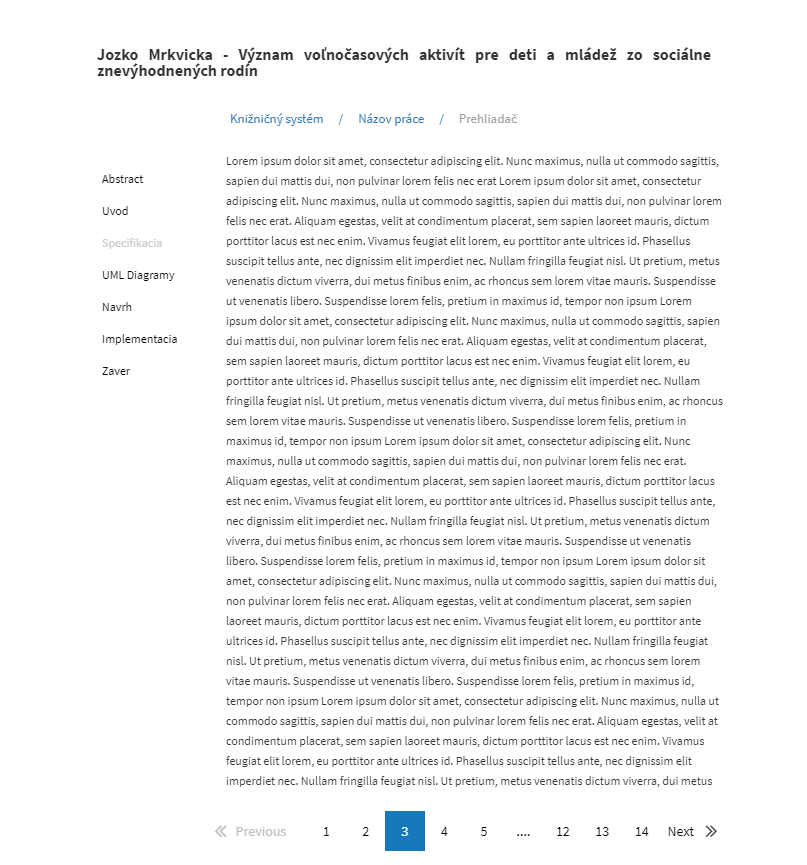 Jozko Mrkvicka - Význam voľnočasových aktivít pre deti a mládež zo sociálne
znevýhodnených rodín
Knižničný systém / Názov práce / Prehliadač
Abstract
Uvod
Specifikacia
UML Diagramy
Navrh
Implementacia
Zaver
Lorem ipsum dolor sit amet, consectetur adipiscing elit. Nunc maximus, nulla ut commodo sagittis,
sapien dui mattis dui, non pulvinar lorem felis nec erat Lorem ipsum dolor sit amet, consectetur
adipiscing elit. Nunc maximus, nulla ut commodo sagittis, sapien dui mattis dui, non pulvinar lorem
felis nec erat. Aliquam egestas, velit at condimentum placerat, sem sapien laoreet mauris, dictum
porttitor lacus est nec enim. Vivamus feugiat elit lorem, eu porttitor ante ultrices id. Phasellus
suscipit tellus ante, nec dignissim elit imperdiet nec. Nullam fringilla feugiat nisl. Ut pretium, metus
venenatis dictum viverra, dui metus finibus enim, ac rhoncus sem lorem vitae mauris. Suspendisse
ut venenatis libero. Suspendisse lorem felis, pretium in maximus id, tempor non ipsum Lorem
ipsum dolor sit amet, consectetur adipiscing elit. Nunc maximus, nulla ut commodo sagittis, sapien
dui mattis dui, non pulvinar lorem felis nec erat. Aliquam egestas, velit at condimentum placerat,
sem sapien laoreet mauris, dictum porttitor lacus est nec enim. Vivamus feugiat elit lorem, eu
porttitor ante ultrices id. Phasellus suscipit tellus ante, nec dignissim elit imperdiet nec. Nullam
fringilla feugiat nisl. Ut pretium, metus venenatis dictum viverra, dui metus finibus enim, ac rhoncus
sem lorem vitae mauris. Suspendisse ut venenatis libero. Suspendisse lorem felis, pretium in
maximus id, tempor non ipsum Lorem ipsum dolor sit amet, consectetur adipiscing elit. Nunc
maximus, nulla ut commodo sagittis, sapien dui mattis dui, non pulvinar lorem felis nec erat.
Aliquam egestas, velit at condimentum placerat, sem sapien laoreet mauris, dictum porttitor lacus
est nec enim. Vivamus feugiat elit lorem, eu porttitor ante ultrices id. Phasellus suscipit tellus ante,
nec dignissim elit imperdiet nec. Nullam fringilla feugiat nisl. Ut pretium, metus venenatis dictum
viverra, dui metus finibus enim, ac rhoncus sem lorem vitae mauris. Suspendisse ut venenatis
libero. Suspendisse lorem felis, pretium in maximus id, tempor non ipsum Lorem ipsum dolor sit
amet, consectetur adipiscing elit. Nunc maximus, nulla ut commodo sagittis, sapien dui mattis dui,
non pulvinar lorem felis nec erat. Aliquam egestas, velit at condimentum placerat, sem sapien
laoreet mauris, dictum porttitor lacus est nec enim. Vivamus feugiat elit lorem, eu porttitor ante
ultrices id. Phasellus suscipit tellus ante, nec dignissim elit imperdiet nec. Nullam fringilla feugiat
nisl. Ut pretium, metus venenatis dictum viverra, dui metus finibus enim, ac rhoncus sem lorem
vitae mauris. Suspendisse ut venenatis libero. Suspendisse lorem felis, pretium in maximus id,
tempor non ipsum Lorem ipsum dolor sit amet, consectetur adipiscing elit. Nunc maximus, nulla ut
commodo sagittis, sapien dui mattis dui, non pulvinar lorem felis nec erat. Aliquam egestas, velit at
condimentum placerat, sem sapien laoreet mauris, dictum porttitor lacus est nec enim. Vivamus
feugiat elit lorem, eu porttitor ante ultrices id. Phasellus suscipit tellus ante, nec dignissim elit
imperdiet nec. Nullam fringilla feugiat nisl. Ut pretium, metus venenatis dictum viverra, dui metus
Previous 1 2 3 4 5 .... 12 13 14 Next